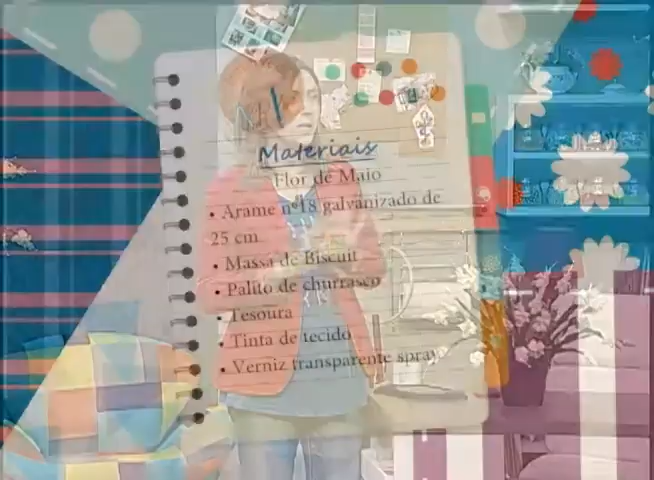 Materiais
Flor de Maio
• Arame nº18 galvanizado de
25 cm
• Massa de Biscuit
• Palito de churrasco
• Tesoura
• Tinta de tecido
• Verniz transparente spray